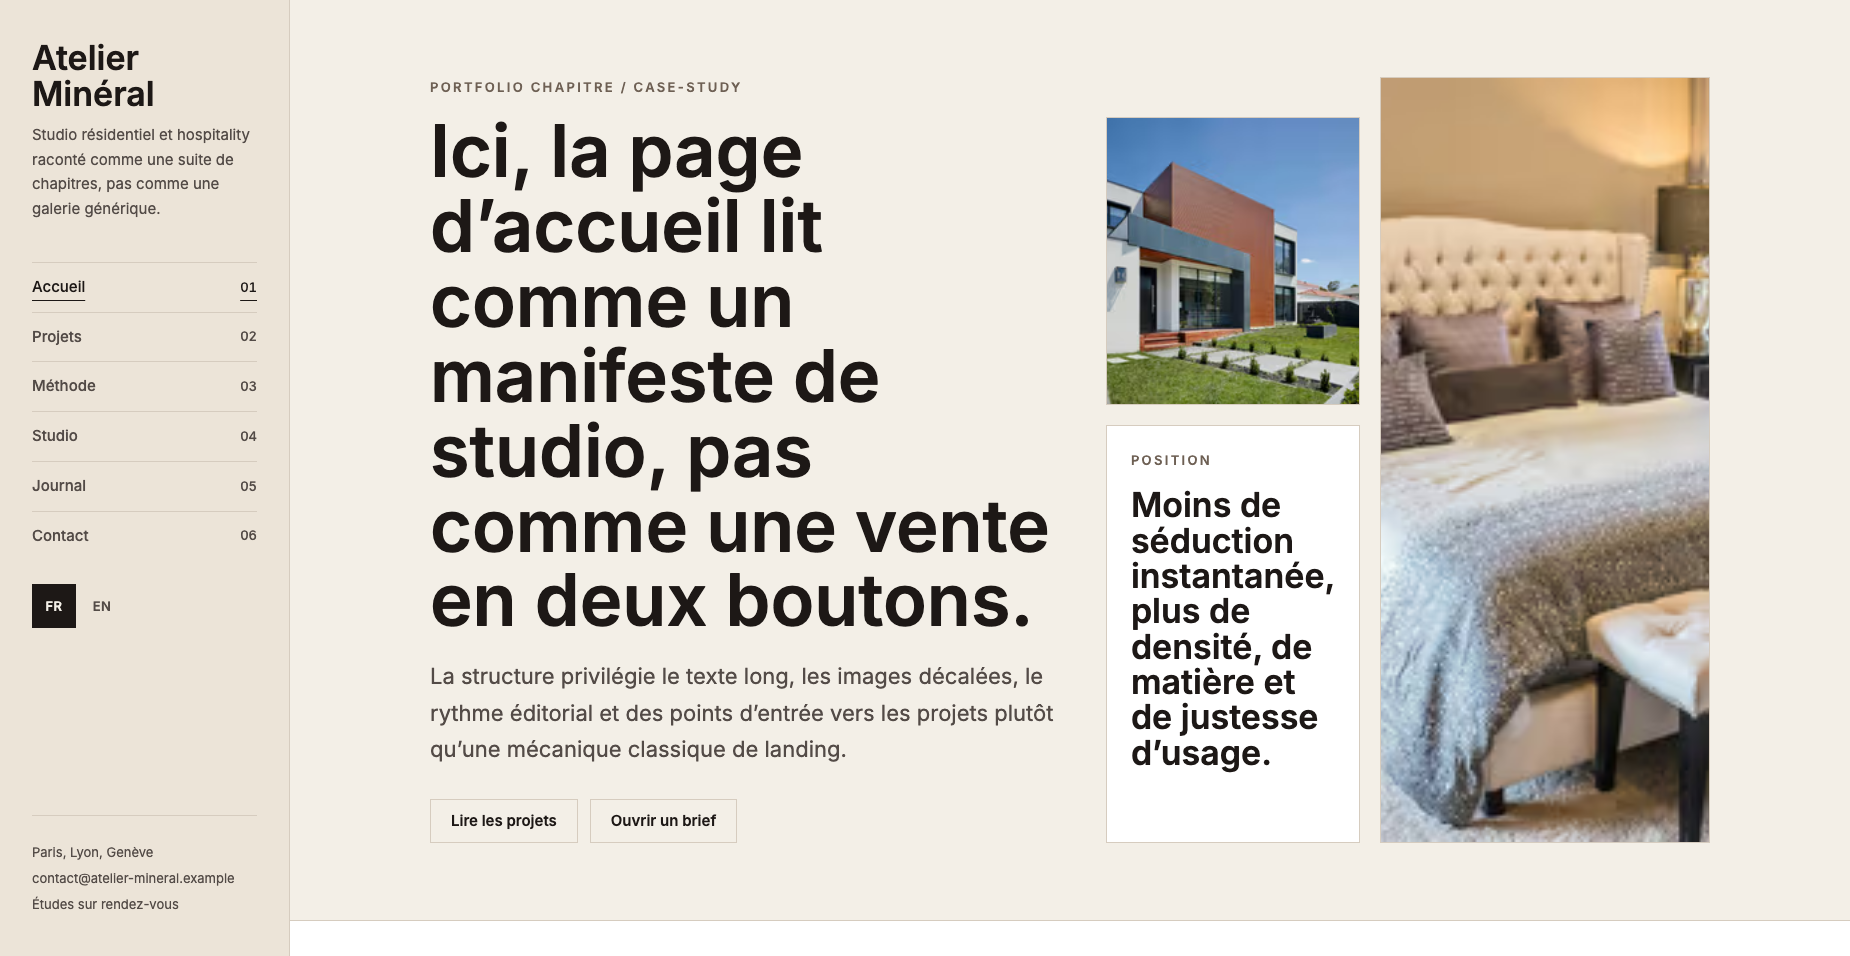 Atelier
Minéral
Studio résidentiel et hospitality
raconté comme une suite de
chapitres, pas comme une
galerie générique.
Accueil 01
Projets 02
Méthode 03
Studio 04
Journal 05
Contact 06
FR EN
Paris, Lyon, Genève
contact@atelier-mineral.example
Études sur rendez-vous
PORTFOLIO CHAPITRE / CASE-STUDY
Ici, la page
d’accueil lit
comme un
manifeste de
studio, pas
comme une vente
en deux boutons.
La structure privilégie le texte long, les images décalées, le
rythme éditorial et des points d’entrée vers les projets plutôt
qu’une mécanique classique de landing.
Lire les projets Ouvrir un brief
POSITION
Moins de
séduction
instantanée,
plus de
densité, de
matière et
de justesse
d’usage.